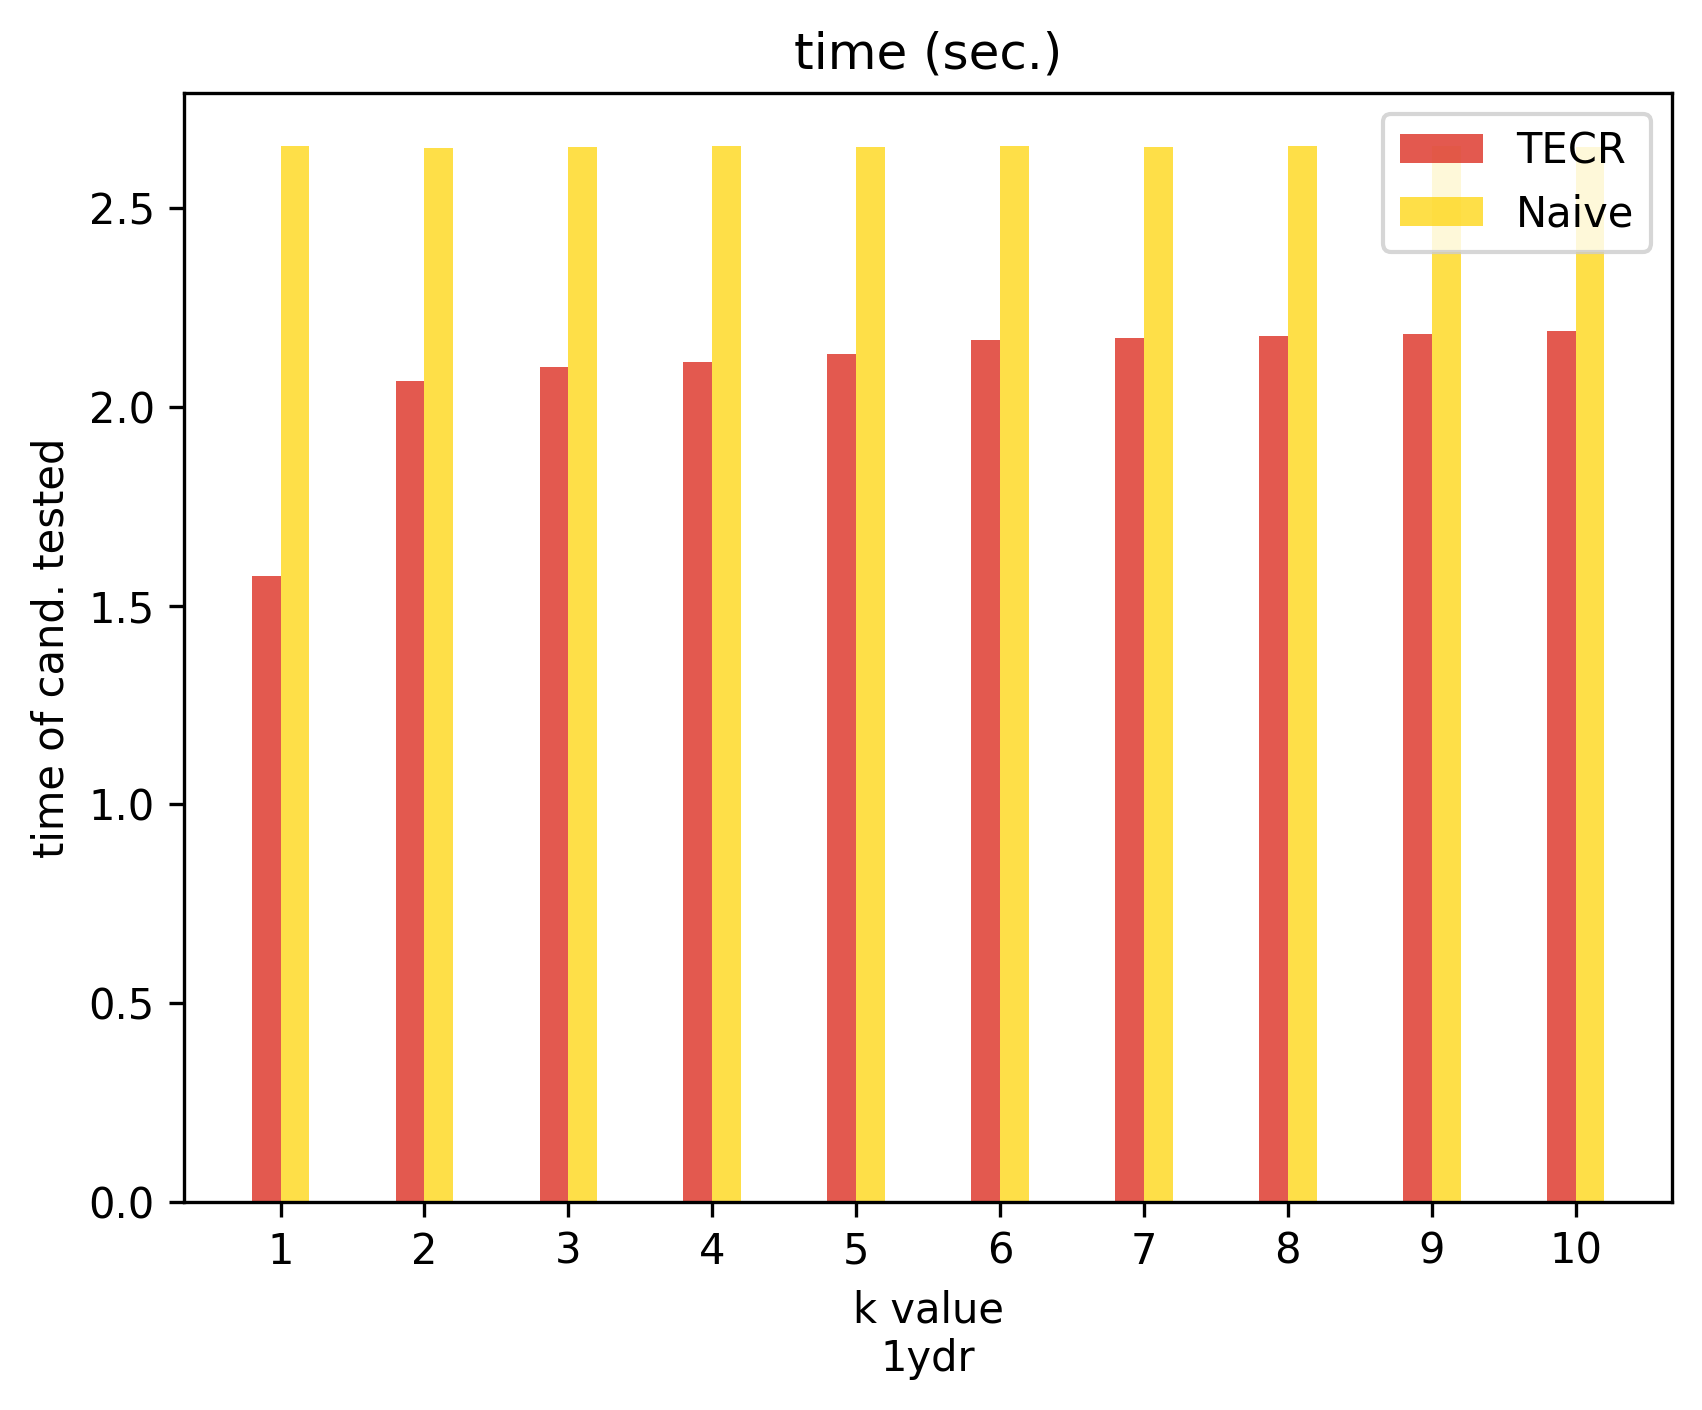 time (sec.)
TECR
Naive
time of cand. tested
2.5
2.0
1.5
1.0
0.5
0.0
1 2 3 4 5 6 7 8 9 10
k value
1ydr